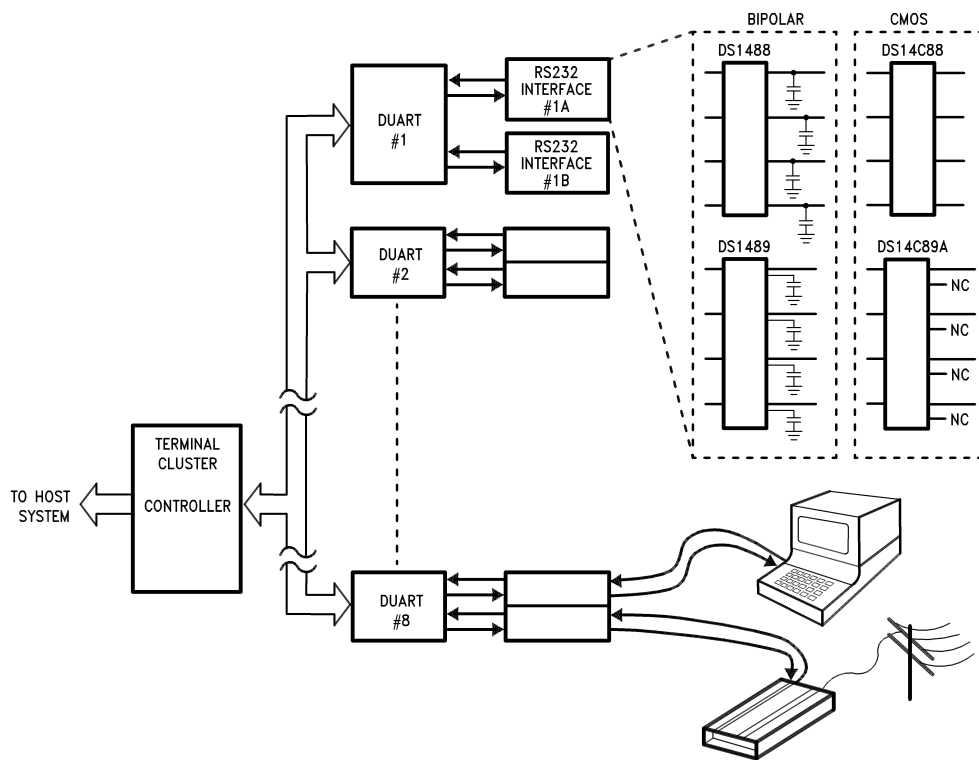 BIPOLAR
CMOS
DS1488
DS14C88
RS232
INTERFACE
#1A
DUART
#1
RS232
INTERFACE
#1B
DUART
#2
DS1489
DS14C89A
NC
NC
NC
NC
TERMINAL
CLUSTER
CONTROLLER
TO HOST
SYSTEM
DUART
#8